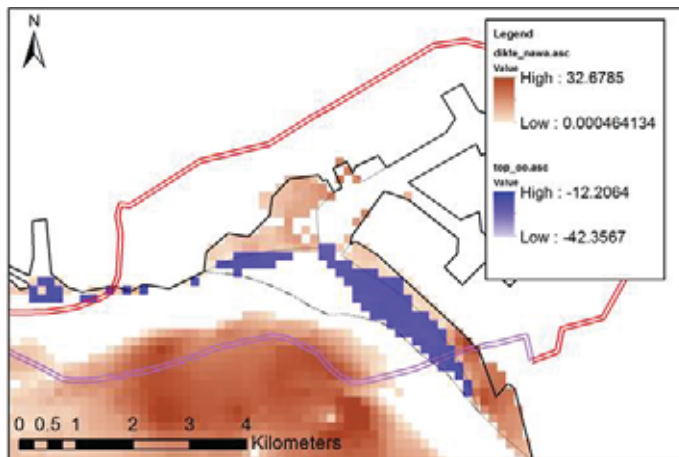 N
Legend
dikte_nawa.asc
Value
High : 32.6785
Low : 0.000464134
top_oo.asc
Value
High : -12.2064
Low : -42.3567
0 0.5 1 2 3 4
Kilometers